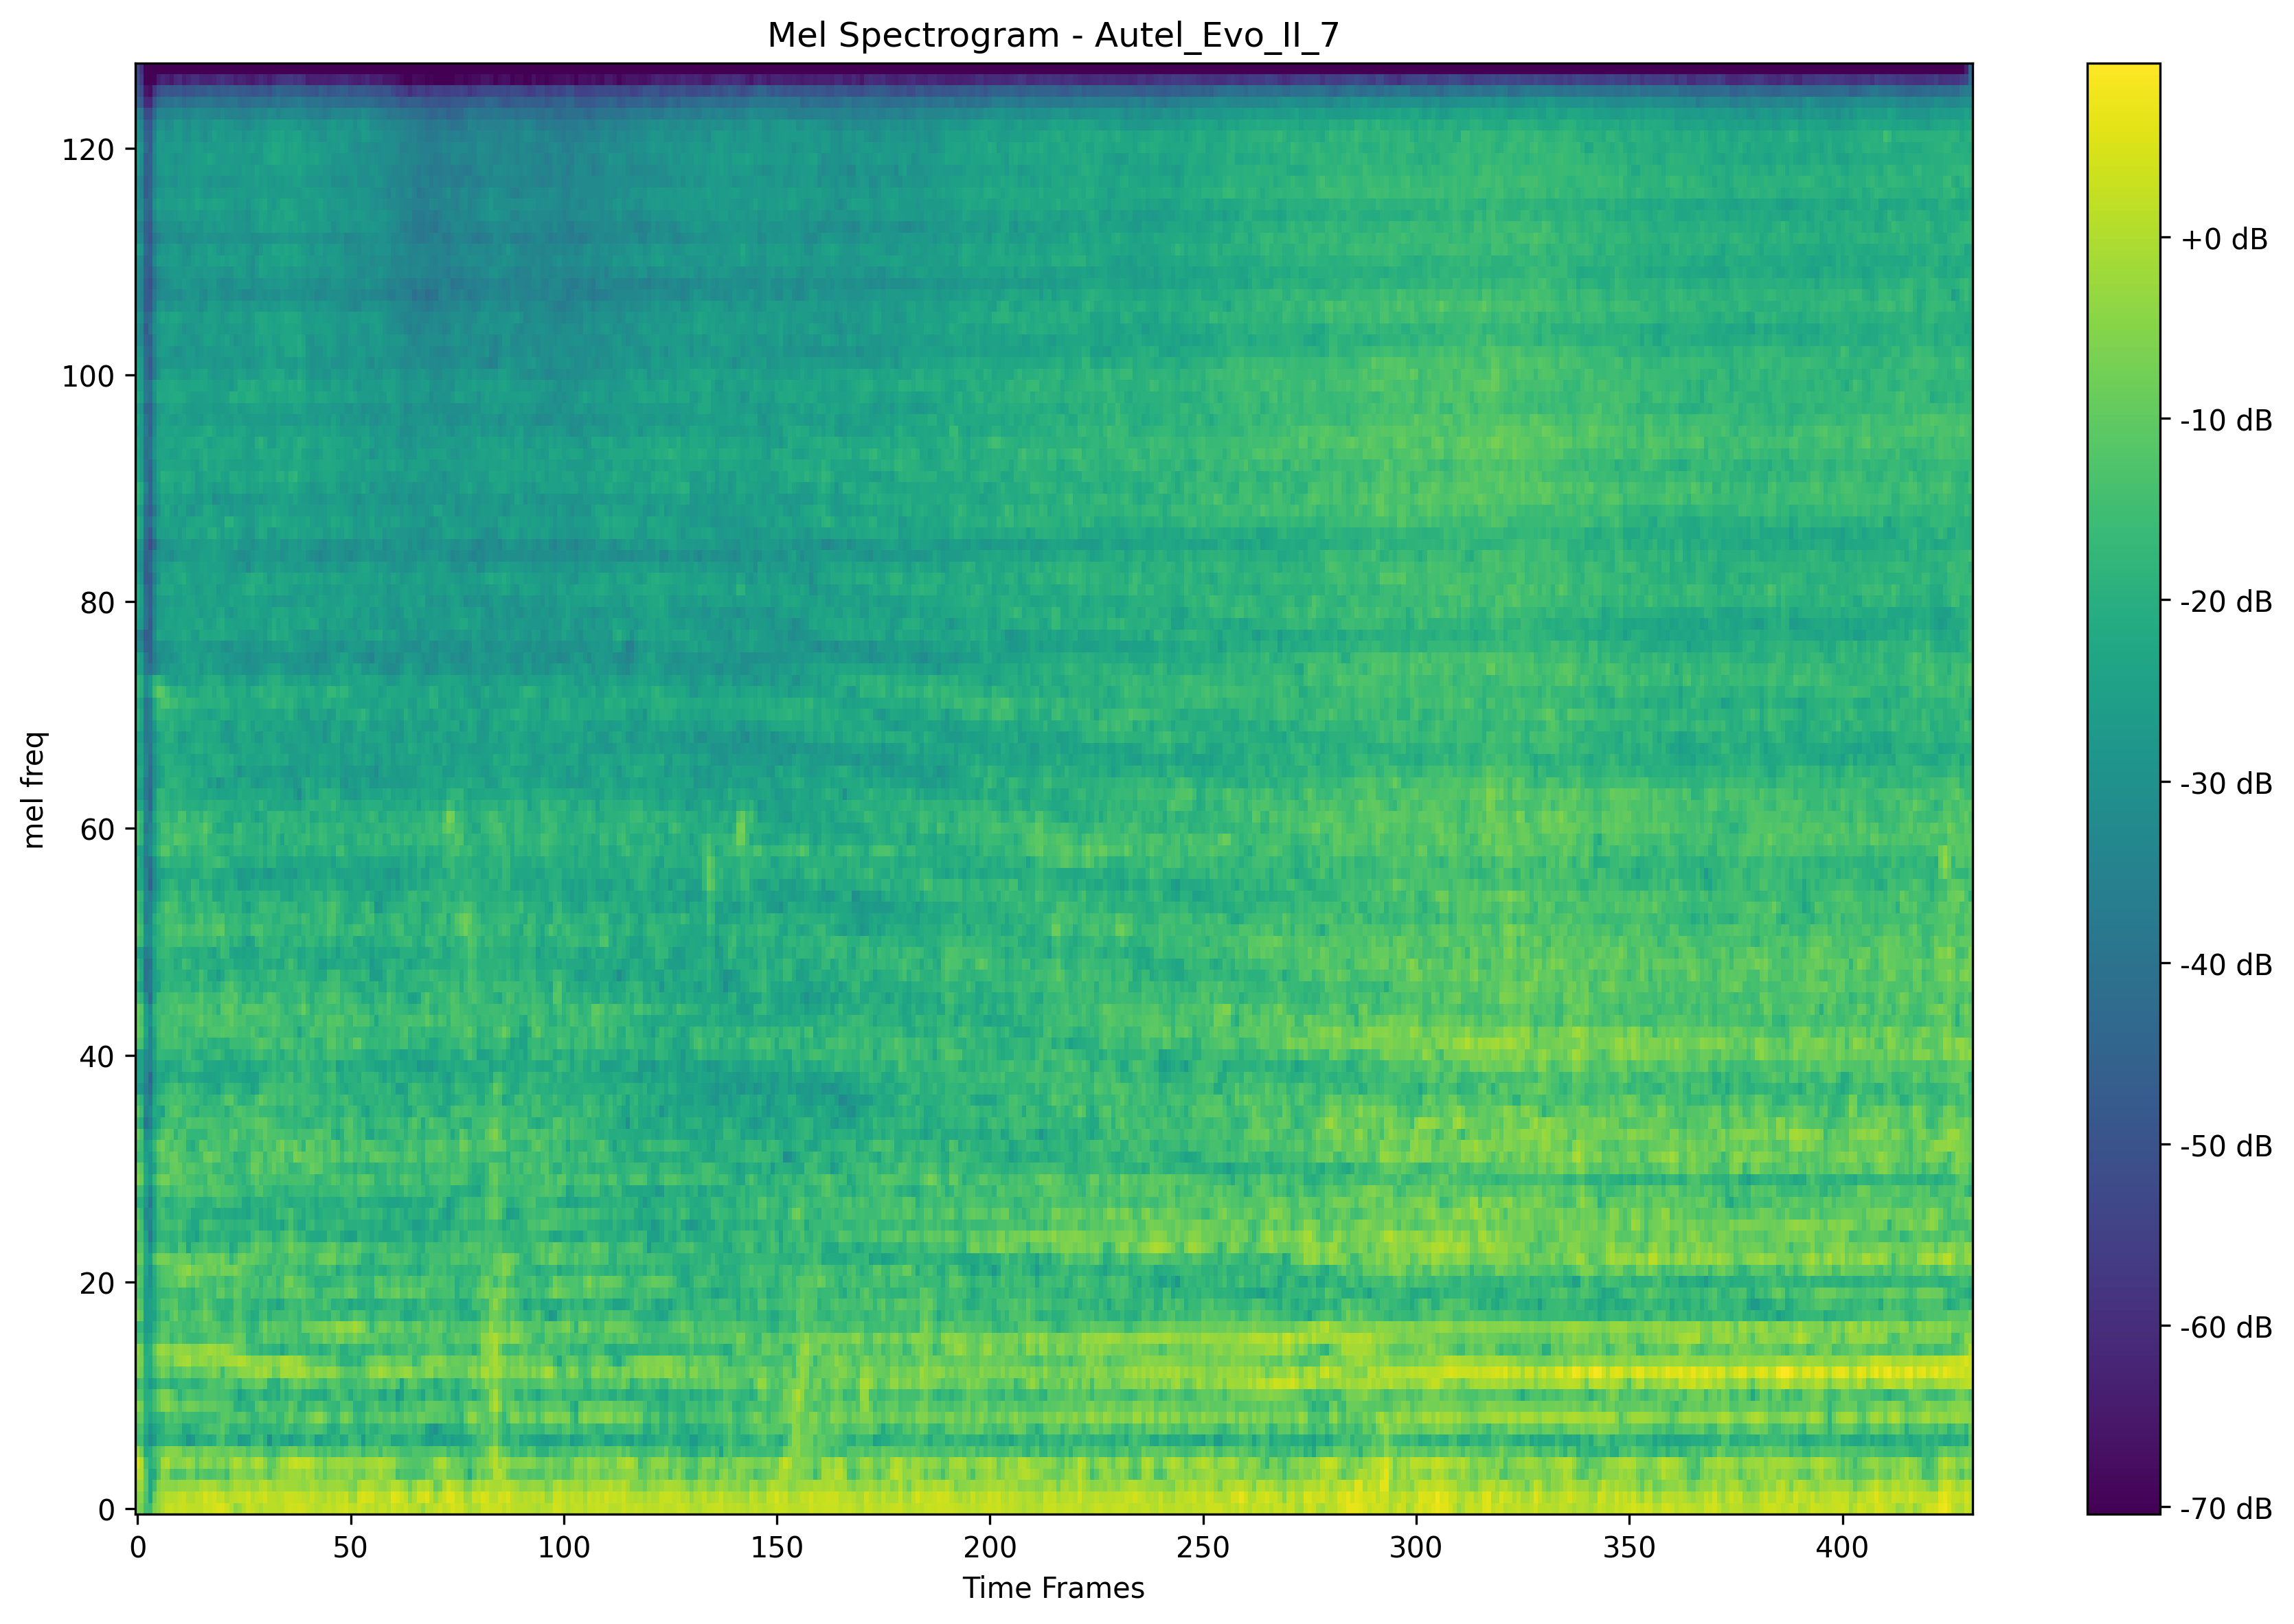 Mel Spectrogram - Autel_Evo_II_7
mel freq
120
100
80
60
40
20
0
0 50 100 150 200 250 300 350 400
Time Frames
+0 dB
-10 dB
-20 dB
-30 dB
-40 dB
-50 dB
-60 dB
-70 dB